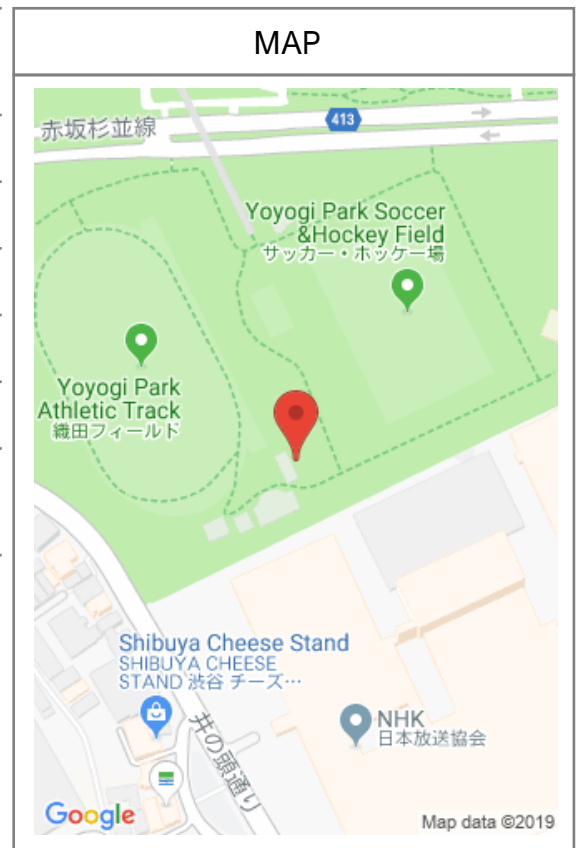 MAP
赤坂杉並線
413
Yoyogi Park Soccer
&Hockey Field
サッカー・ホッケー場
Yoyogi Park
Athletic Track
織田フィールド
Shibuya Cheese Stand
SHIBUYA CHEESE
STAND 渋谷 チーズ…
井の頭通り
NHK
日本放送協会
Google
Map data ©2019